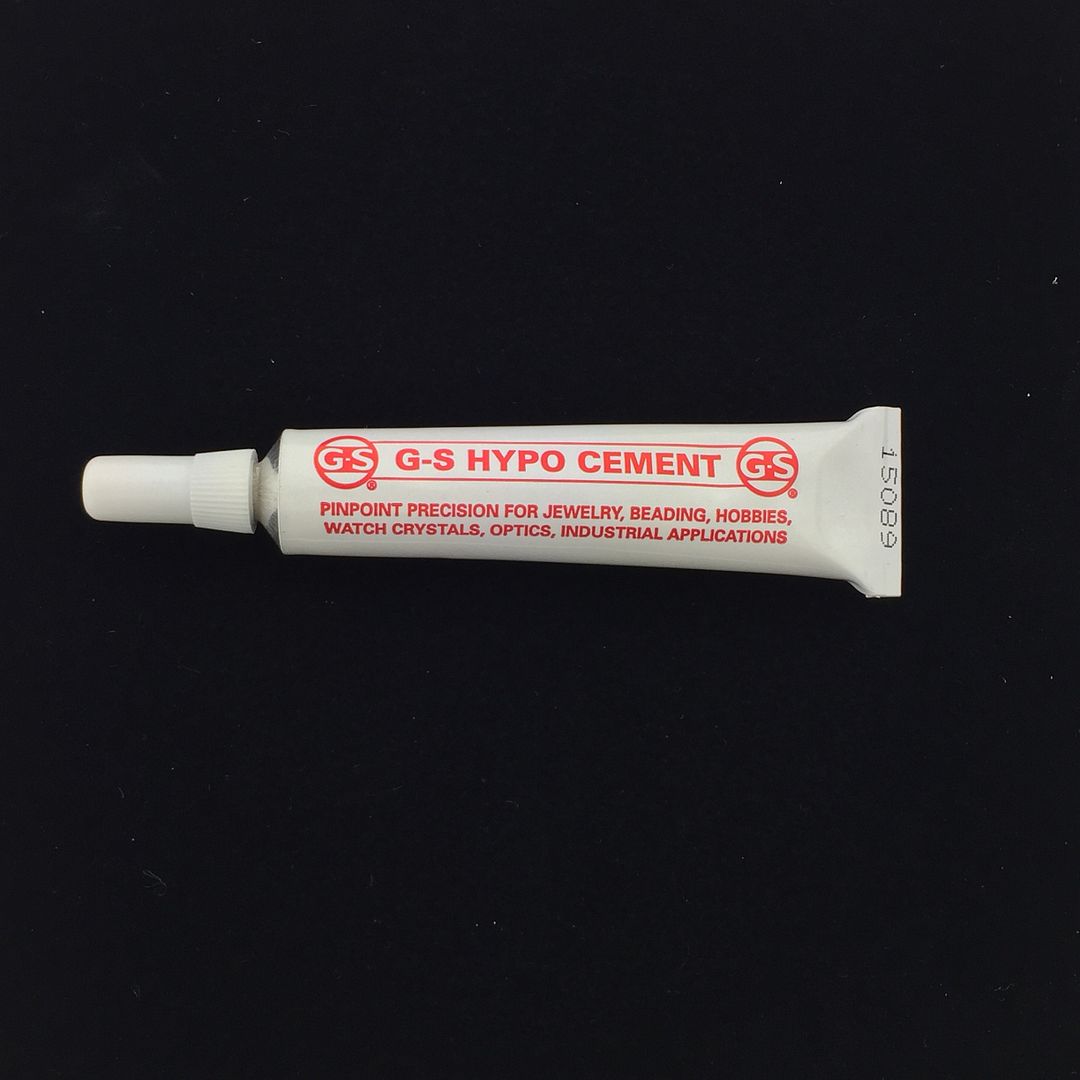 G-S G-S HYPO CEMENT G-S
®
®
PINPOINT PRECISION FOR JEWELRY, BEADING, HOBBIES,
WATCH CRYSTALS, OPTICS, INDUSTRIAL APPLICATIONS
15089